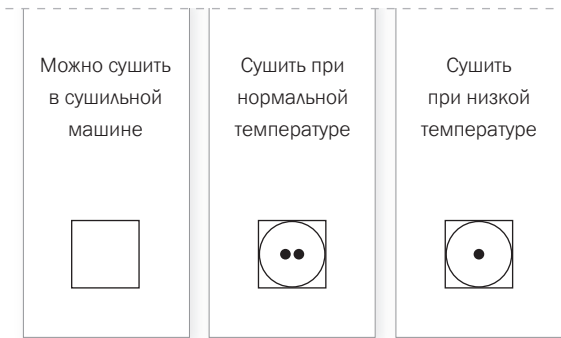 Можно сушить
в сушильной
машине
Сушить при
нормальной
температуре
Сушить
при низкой
температуре